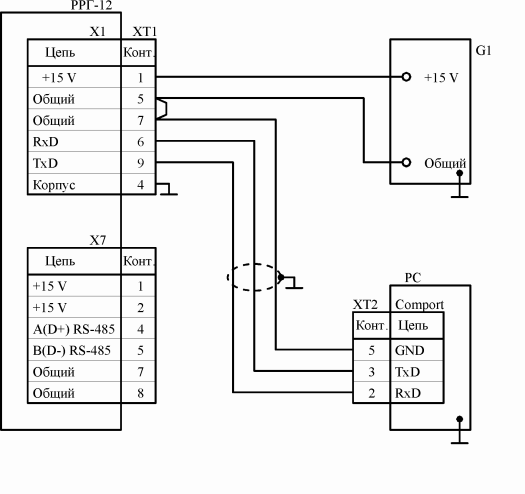 РРГ-12
X1 XT1
Цепь Конт.
+15 V 1
Общий 5
Общий 7
RxD 6
TxD 9
Корпус 4
G1
+15 V
Общий
X7
Цепь Конт.
+15 V 1
+15 V 2
A(D+) RS-485 4
B(D-) RS-485 5
Общий 7
Общий 8
PC
XT2 Comport
Конт. Цепь
5 GND
3 TxD
2 RxD